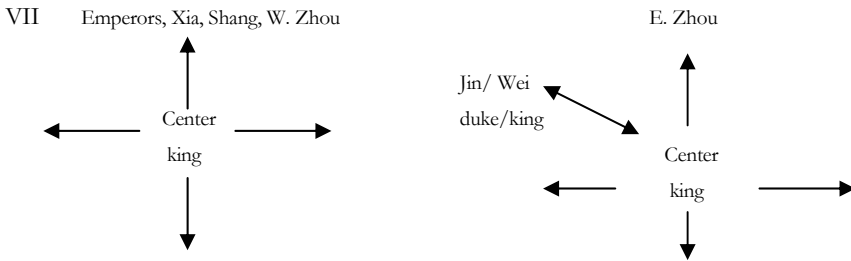 VII Emperors, Xia, Shang, W. Zhou
Center
king
E. Zhou
Jin/ Wei
duke/king
Center
king